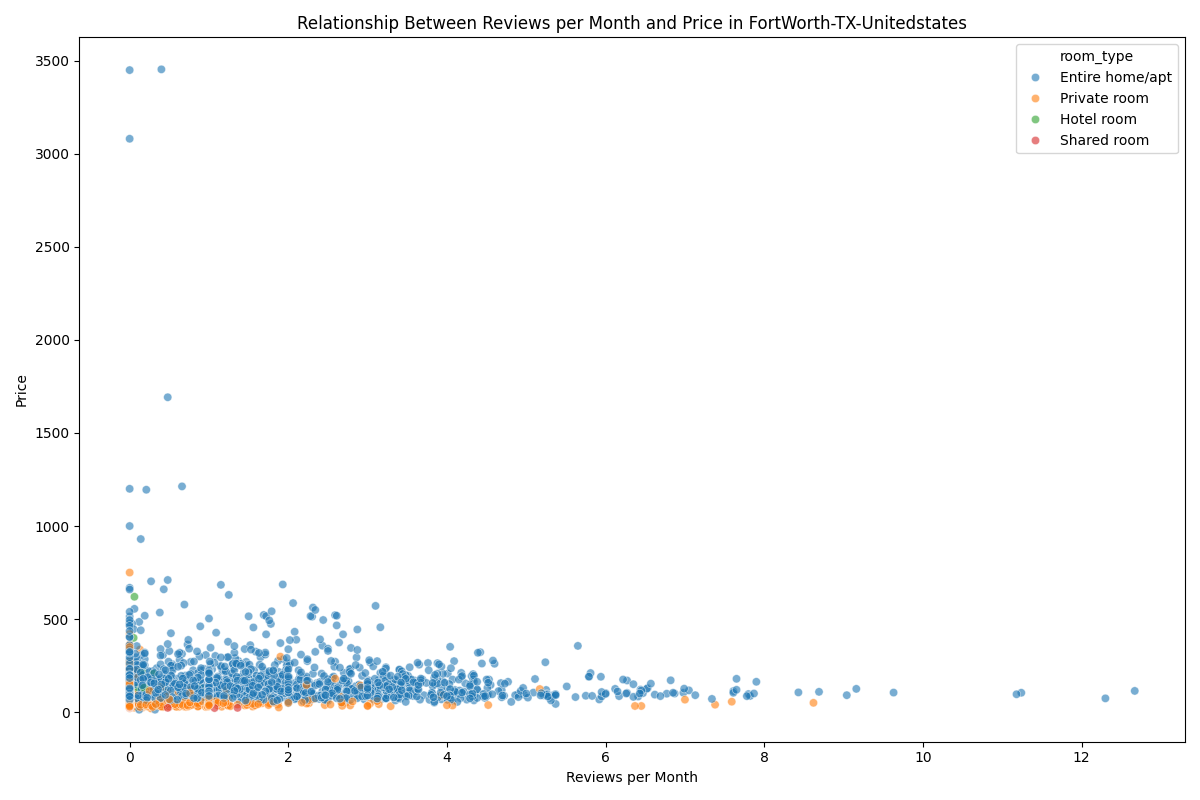 Relationship Between Reviews per Month and Price in FortWorth-TX-Unitedstates
room_type
Entire home/apt
Private room
Hotel room
Shared room
Price
3500
3000
2500
2000
1500
1000
500
0
0 2 4 6 8 10 12
Reviews per Month